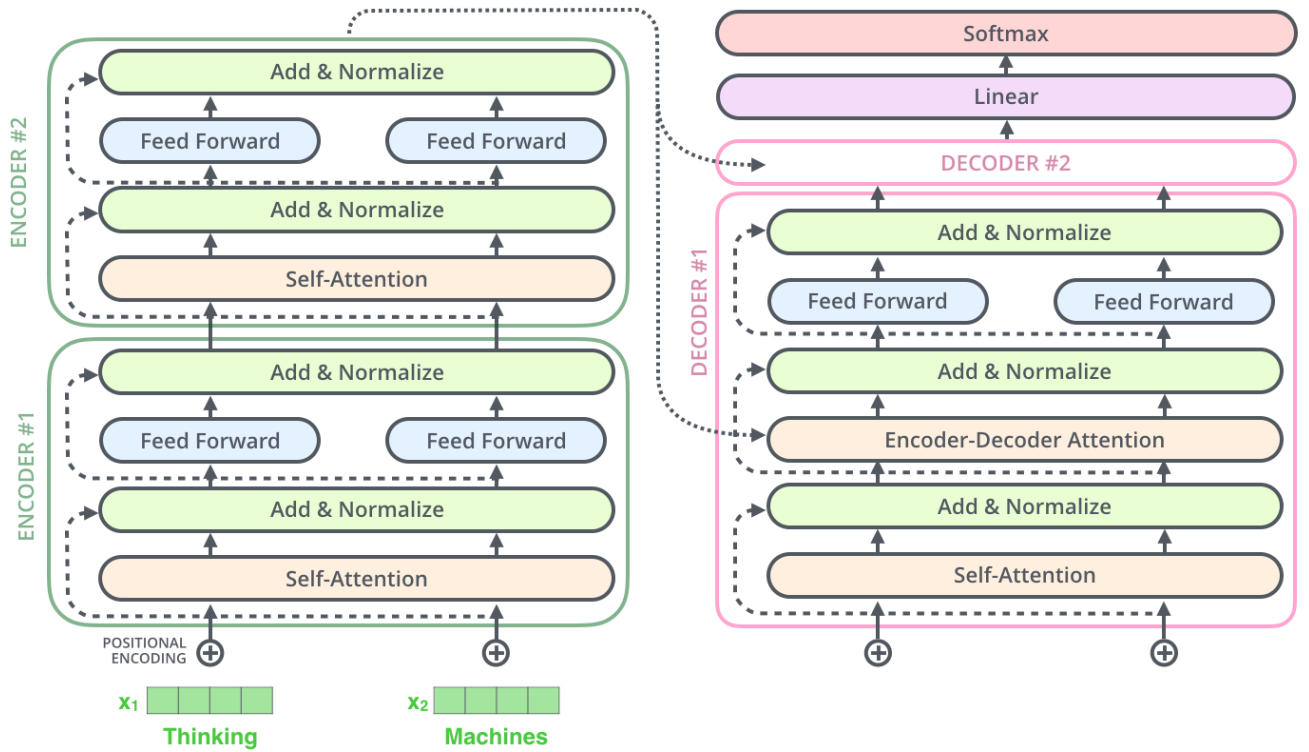 ENCODER #2
Add & Normalize
Feed Forward
Feed Forward
Add & Normalize
Self-Attention
ENCODER #1
Add & Normalize
Feed Forward
Feed Forward
Add & Normalize
Self-Attention
POSITIONAL
ENCODING
x₁
x₂
Thinking
Machines
Softmax
Linear
DECODER #2
DECODER #1
Add & Normalize
Feed Forward
Feed Forward
Add & Normalize
Encoder-Decoder Attention
Add & Normalize
Self-Attention